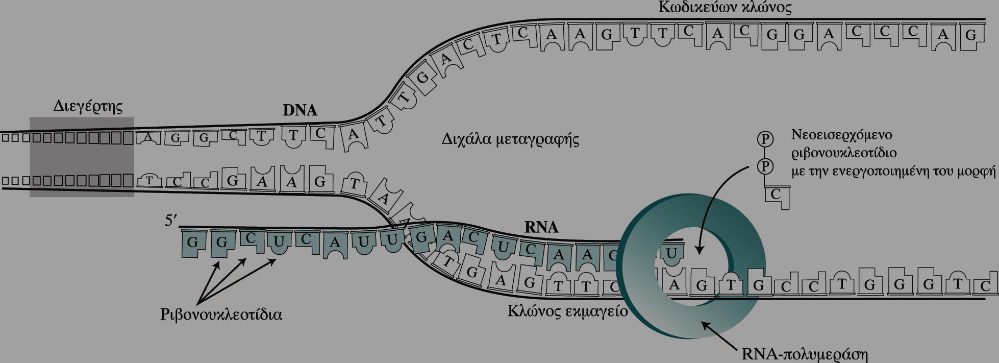 Κωδικεύων κλώνος
A G G C T T C A T T G A C T C A A G T T C A C G G A C C C A G
Διεγέρτης
DNA
Διχάλα μεταγραφής
P
P
C
Νεοεισερχόμενο
ριβονουκλεοτίδιο
με την ενεργοποιημένη του μορφή
T C C G A A G T A A
5′
RNA
G G C U C A U U G A C U C A A G U
T G A G T T C A G T G C C T G G G T C
Ριβονουκλεοτίδια
Κλώνος εκμαγείο
RNA-πολυμεράση